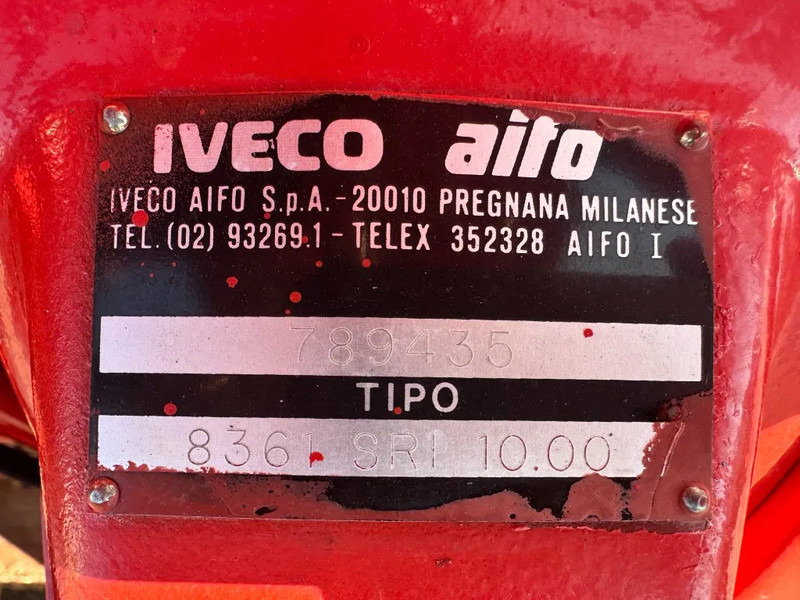 IVECO aifo
IVECO AIFO S.p.A. - 20010 PREGNANA MILANESE
TEL. (02) 93269.1 - TELEX 352328 AIFO I
789435
TIPO
8361 SRI 10.00